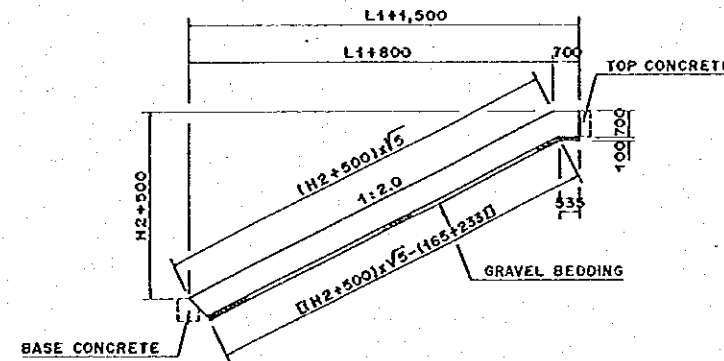 L1+1,500
L1+800
700
TOP CONCRETE
(H2+500)x√5
700
100
H2+500
1:2.0
535
[(H2+500)x√5-(165+233)]
GRAVEL BEDDING
BASE CONCRETE